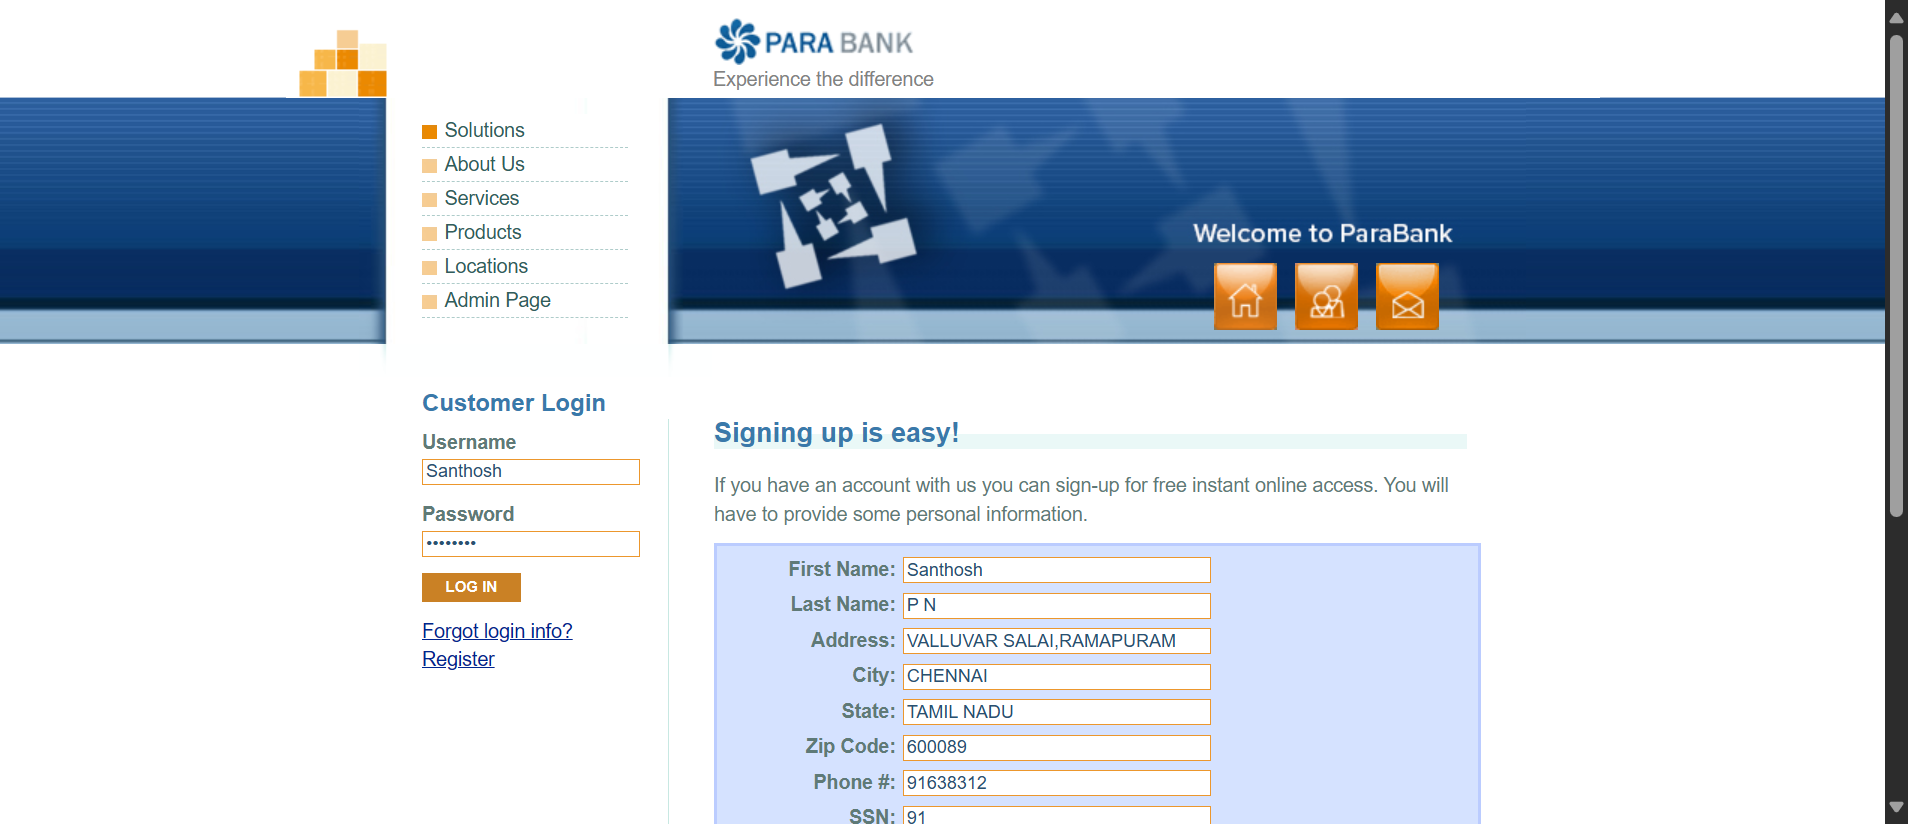 PARA BANK
Experience the difference
Solutions
About Us
Services
Products
Locations
Admin Page
Welcome to ParaBank
Customer Login
Username
Santhosh
Password
••••••••
LOG IN
Forgot login info?
Register
Signing up is easy!
If you have an account with us you can sign-up for free instant online access. You will
have to provide some personal information.
First Name: Santhosh
Last Name: P N
Address: VALLUVAR SALAI,RAMAPURAM
City: CHENNAI
State: TAMIL NADU
Zip Code: 600089
Phone #: 91638312
SSN: 91